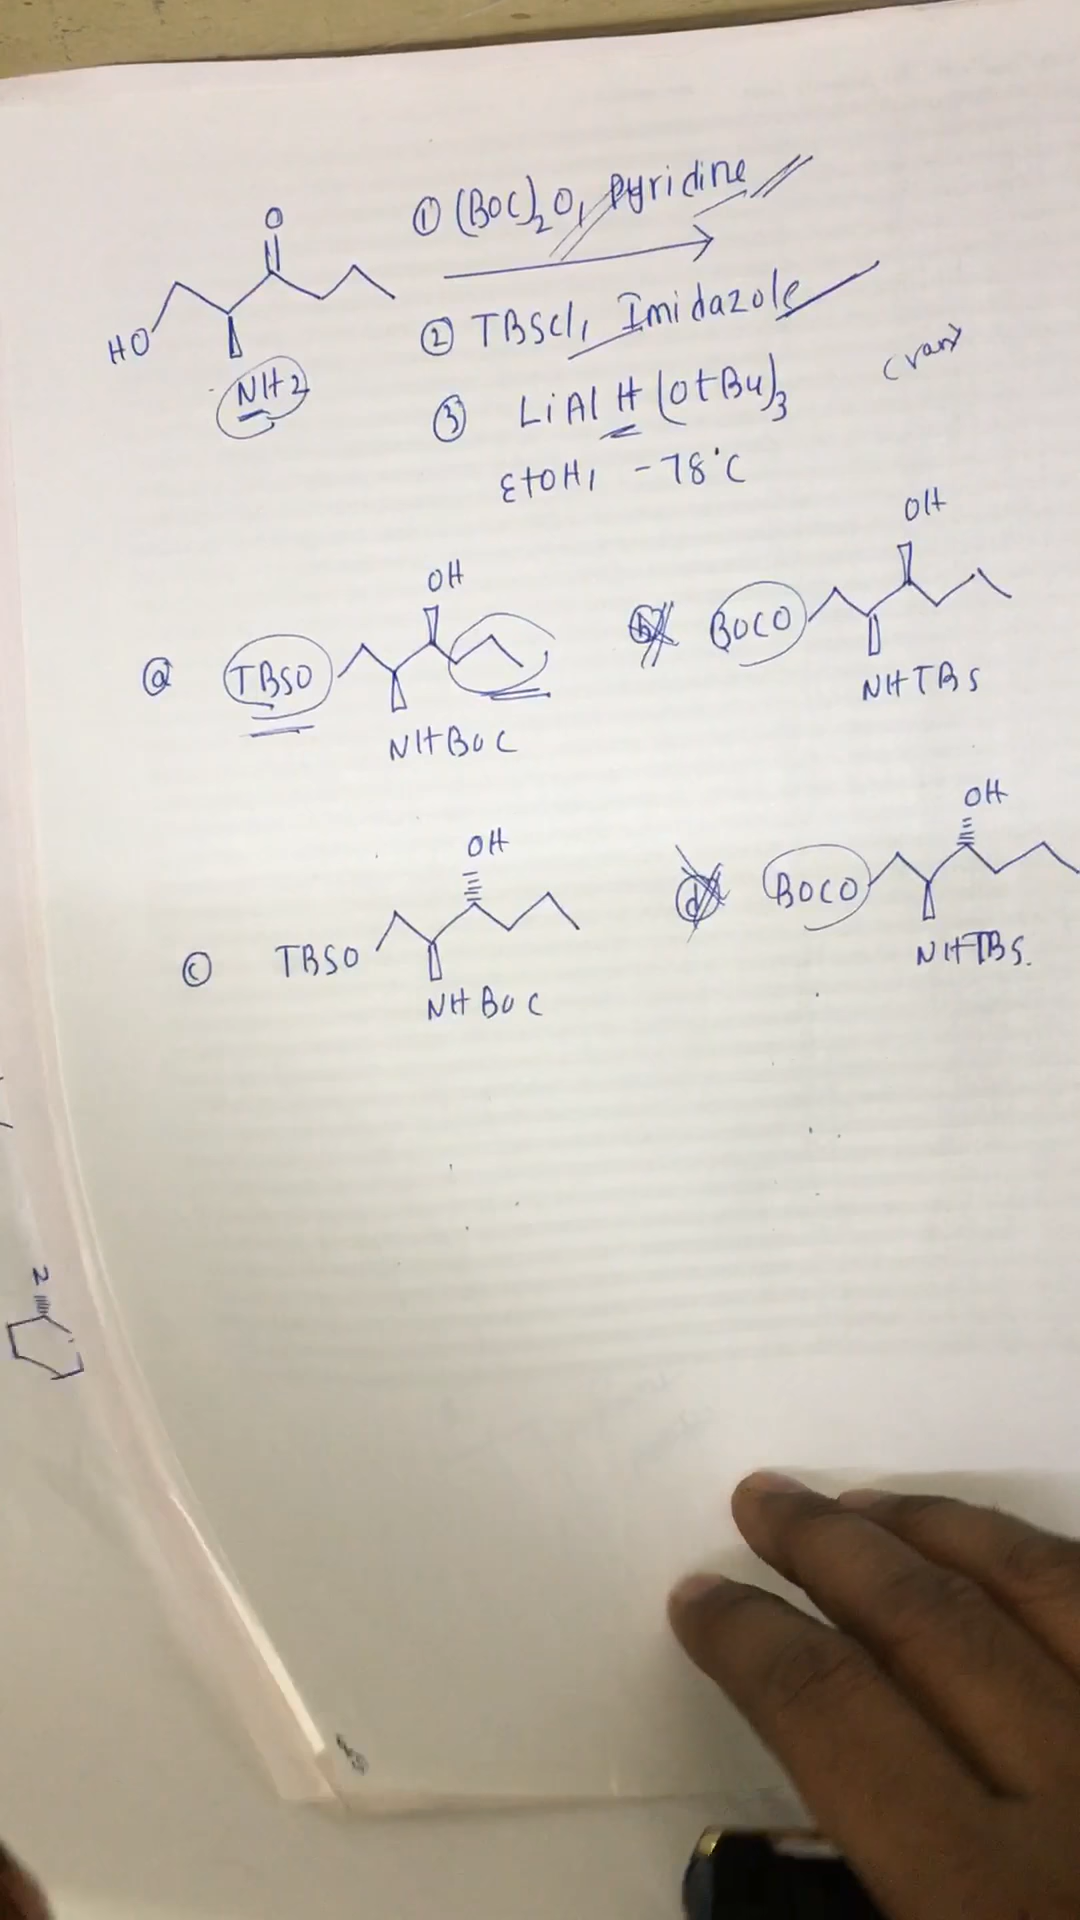 ① (BOC)₂O, Pyridine
O
HO
NH2
② TBSCl, Imidazole
③ LiAlH(OtBu)₃
EtOH, -78°C
OH
ⓐ TBSO
NHBOC
OH
ⓑ BOCO
NHTBS
OH
ⓒ TBSO
NHBOC
OH
ⓓ BOCO
NHTBS.
2